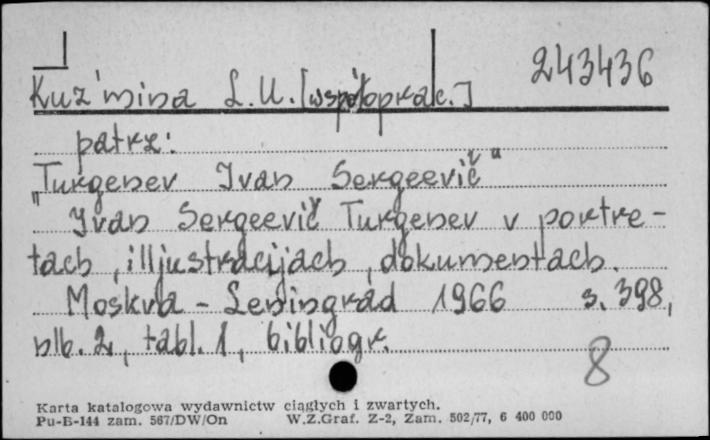 243436
Kuz'mina L.U. [współoprac.]
patrz:
Turgenev Ivan Sergeevič"
"Ivan Sergeevič Turgenev v portre-
tach, illjustracijach, dokumentach.
Moskva - Leningrad 1966 s. 398,
nlb. 2, tabl. 1, bibliogr.
8
Karta katalogowa wydawnictw ciągłych i zwartych.
Pu-B-144 zam. 567/DW/On W.Z.Graf. Z-2, Zam. 502/77, 6 400 000